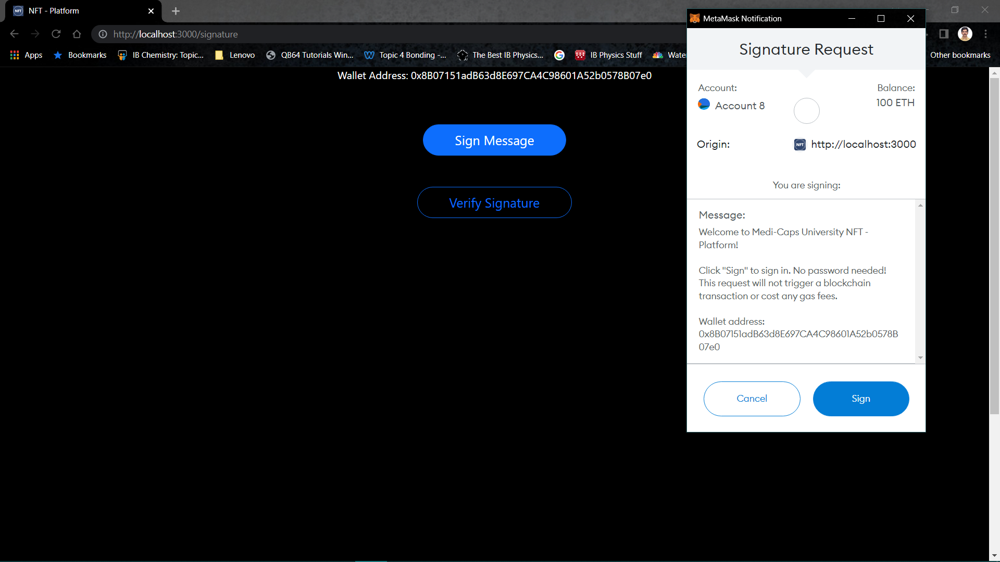 NFT - Platform
http://localhost:3000/signature
Apps
Bookmarks
IB Chemistry: Topic...
Lenovo
QB64 Tutorials Win...
Topic 4 Bonding -...
The Best IB Physics...
IB Physics Stuff
Other bookmarks
Wallet Address: 0x8B07151adB63d8E697CA4C98601A52b0578B07e0
Sign Message
Verify Signature
MetaMask Notification
Signature Request
Account:
Balance:
Account 8
100 ETH
Origin:
NFT
http://localhost:3000
You are signing:
Message:
Welcome to Medi-Caps University NFT -
Platform!
Click "Sign" to sign in. No password needed!
This request will not trigger a blockchain
transaction or cost any gas fees.
Wallet address:
0x8B07151adB63d8E697CA4C98601A52b0578B
07e0
Cancel
Sign